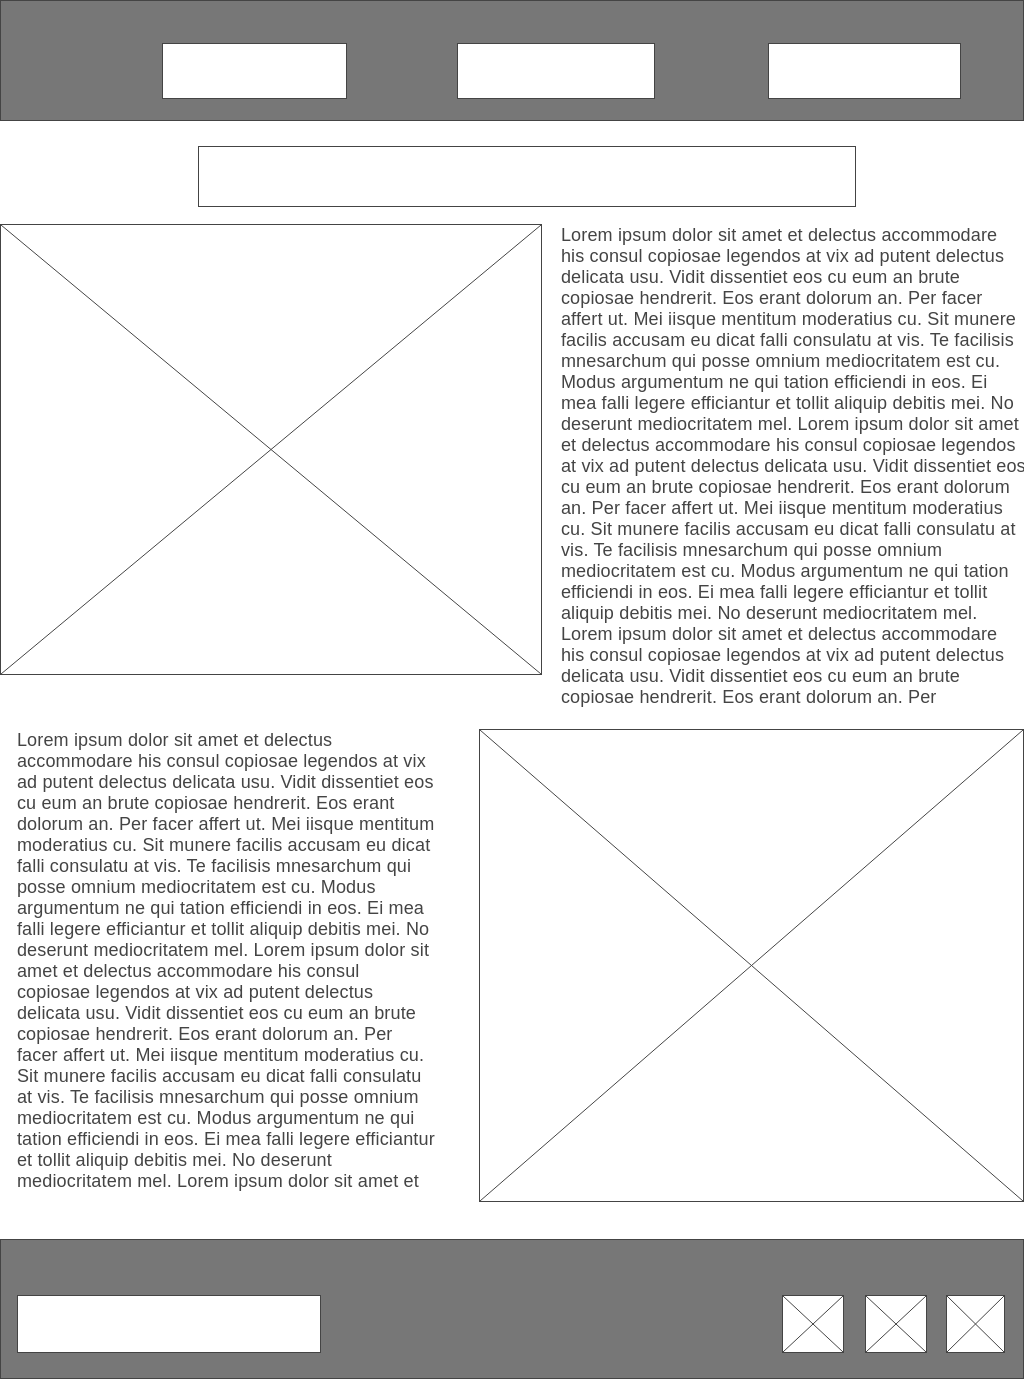 Lorem ipsum dolor sit amet et delectus accommodare
his consul copiosae legendos at vix ad putent delectus
delicata usu. Vidit dissentiet eos cu eum an brute
copiosae hendrerit. Eos erant dolorum an. Per facer
affert ut. Mei iisque mentitum moderatius cu. Sit munere
facilis accusam eu dicat falli consulatu at vis. Te facilisis
mnesarchum qui posse omnium mediocritatem est cu.
Modus argumentum ne qui tation efficiendi in eos. Ei
mea falli legere efficiantur et tollit aliquip debitis mei. No
deserunt mediocritatem mel. Lorem ipsum dolor sit amet
et delectus accommodare his consul copiosae legendos
at vix ad putent delectus delicata usu. Vidit dissentiet eos
cu eum an brute copiosae hendrerit. Eos erant dolorum
an. Per facer affert ut. Mei iisque mentitum moderatius
cu. Sit munere facilis accusam eu dicat falli consulatu at
vis. Te facilisis mnesarchum qui posse omnium
mediocritatem est cu. Modus argumentum ne qui tation
efficiendi in eos. Ei mea falli legere efficiantur et tollit
aliquip debitis mei. No deserunt mediocritatem mel.
Lorem ipsum dolor sit amet et delectus accommodare
his consul copiosae legendos at vix ad putent delectus
delicata usu. Vidit dissentiet eos cu eum an brute
copiosae hendrerit. Eos erant dolorum an. Per
Lorem ipsum dolor sit amet et delectus
accommodare his consul copiosae legendos at vix
ad putent delectus delicata usu. Vidit dissentiet eos
cu eum an brute copiosae hendrerit. Eos erant
dolorum an. Per facer affert ut. Mei iisque mentitum
moderatius cu. Sit munere facilis accusam eu dicat
falli consulatu at vis. Te facilisis mnesarchum qui
posse omnium mediocritatem est cu. Modus
argumentum ne qui tation efficiendi in eos. Ei mea
falli legere efficiantur et tollit aliquip debitis mei. No
deserunt mediocritatem mel. Lorem ipsum dolor sit
amet et delectus accommodare his consul
copiosae legendos at vix ad putent delectus
delicata usu. Vidit dissentiet eos cu eum an brute
copiosae hendrerit. Eos erant dolorum an. Per
facer affert ut. Mei iisque mentitum moderatius cu.
Sit munere facilis accusam eu dicat falli consulatu
at vis. Te facilisis mnesarchum qui posse omnium
mediocritatem est cu. Modus argumentum ne qui
tation efficiendi in eos. Ei mea falli legere efficiantur
et tollit aliquip debitis mei. No deserunt
mediocritatem mel. Lorem ipsum dolor sit amet et